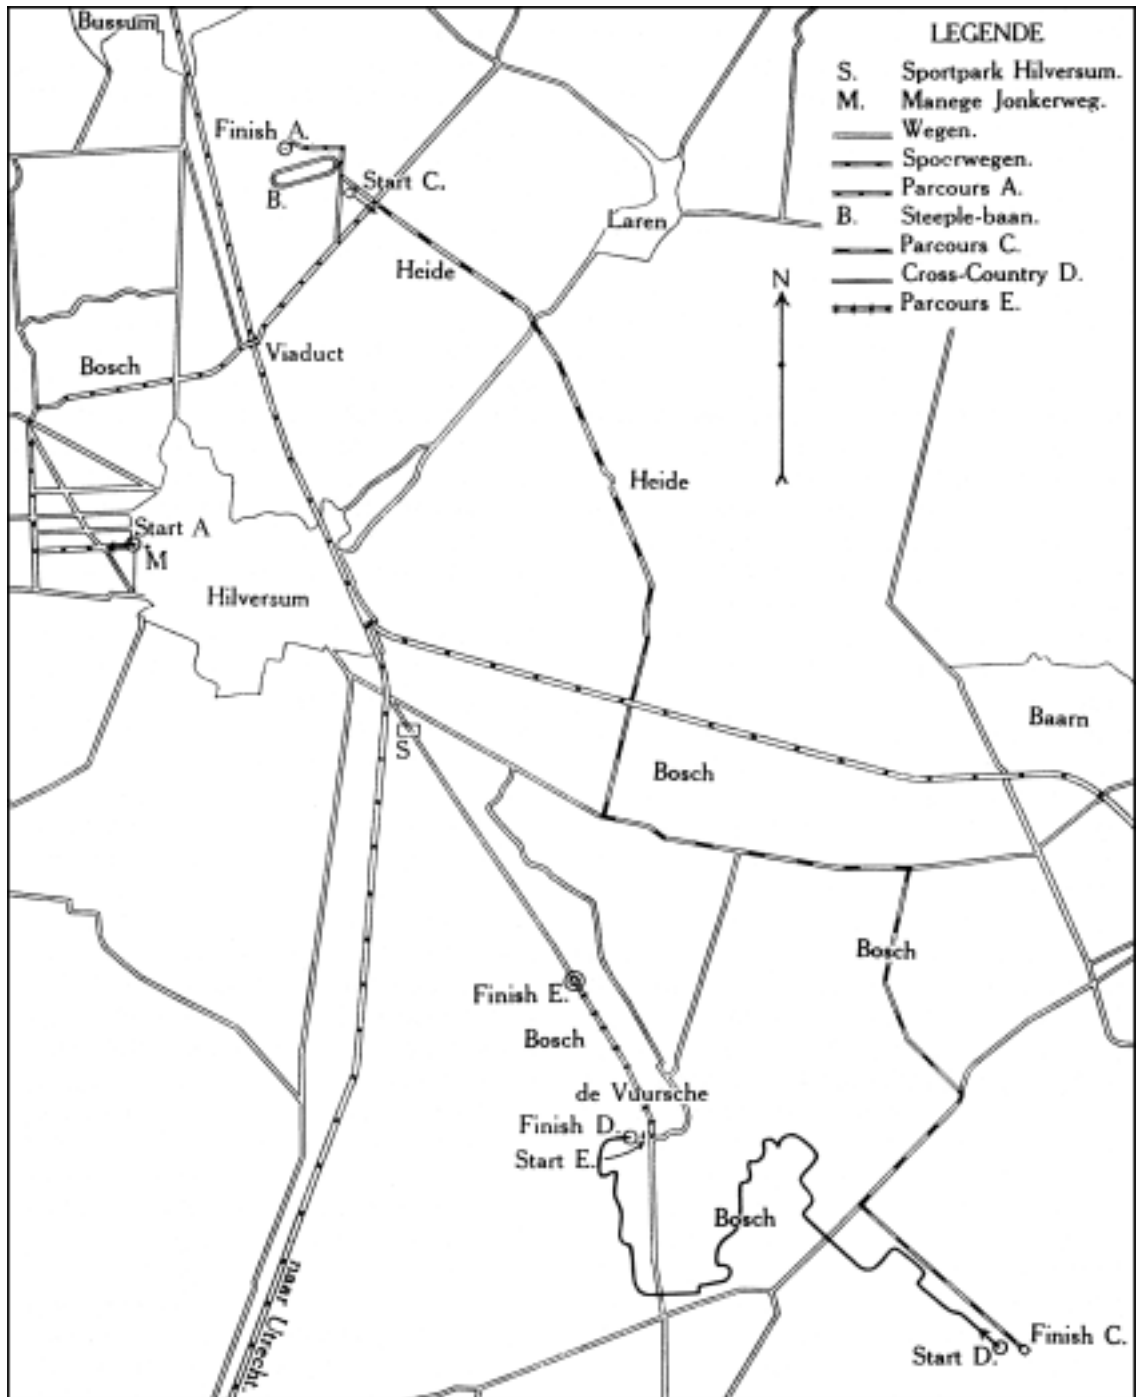 Bussum
LEGENDE
S. Sportpark Hilversum.
M. Manege Jonkerweg.
Wegen.
Spoorwegen.
Parcours A.
B. Steeple-baan.
Parcours C.
Cross-Country D.
Parcours E.
Finish A.
B.
Start C.
Laren
Heide
N
Bosch
Viaduct
Heide
Start A
M
Hilversum
Baarn
S
Bosch
Bosch
Finish E.
Bosch
de Vuursche
Finish D.
Start E.
Bosch
naar Utrecht.
Finish C.
Start D.